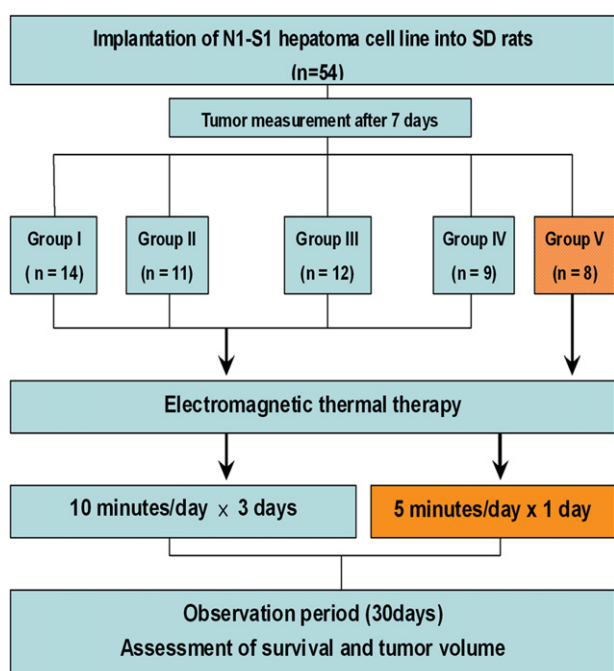 Implantation of N1-S1 hepatoma cell line into SD rats
(n=54)
Tumor measurement after 7 days
Group I
( n = 14)
Group II
(n = 11)
Group III
(n = 12)
Group IV
(n = 9)
Group V
(n = 8)
Electromagnetic thermal therapy
10 minutes/day × 3 days
5 minutes/day x 1 day
Observation period (30days)
Assessment of survival and tumor volume